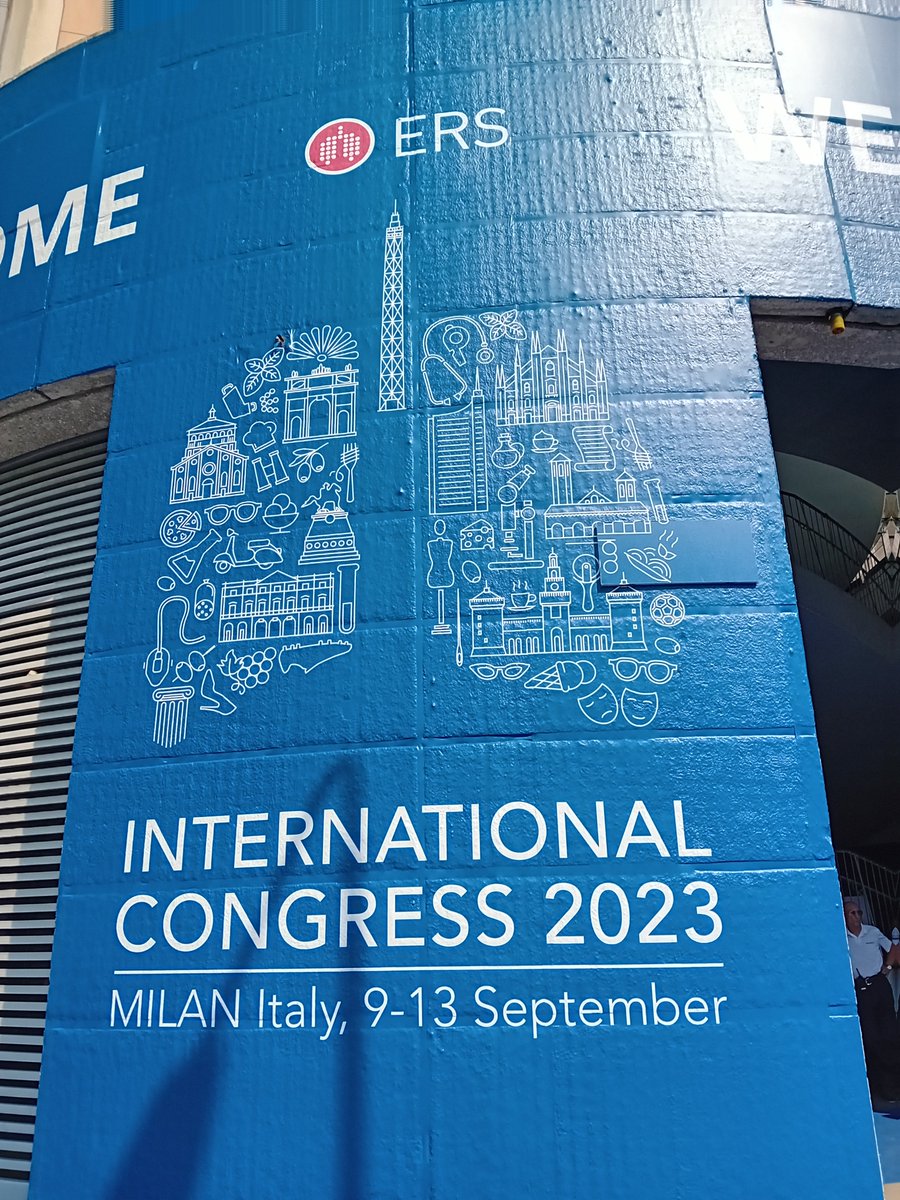 ERS
OME
WE
INTERNATIONAL
CONGRESS 2023
MILAN Italy, 9-13 September